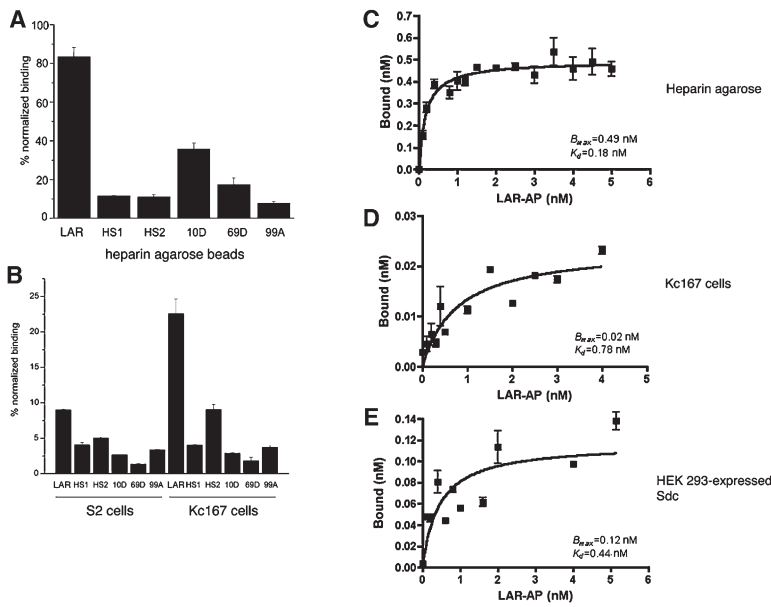 A
% normalized binding
100
80
60
40
20
0
LAR HS1 HS2 10D 69D 99A
heparin agarose beads
B
% normalized binding
25
20
15
10
5
0
LAR HS1 HS2 10D 69D 99A LAR HS1 HS2 10D 69D 99A
S2 cells Kc167 cells
C
Bound (nM)
0.7
0.6
0.5
0.4
0.3
0.2
0.1
0.0
0 1 2 3 4 5 6
LAR-AP (nM)
Bmax=0.49 nM
Kd=0.18 nM
Heparin agarose
D
Bound (nM)
0.03
0.02
0.01
0.00
0 1 2 3 4 5
LAR-AP (nM)
Bmax=0.02 nM
Kd=0.78 nM
Kc167 cells
E
Bound (nM)
0.14
0.12
0.10
0.08
0.06
0.04
0.02
0.00
0 1 2 3 4 5 6
LAR-AP (nM)
Bmax=0.12 nM
Kd=0.44 nM
HEK 293-expressed
Sdc